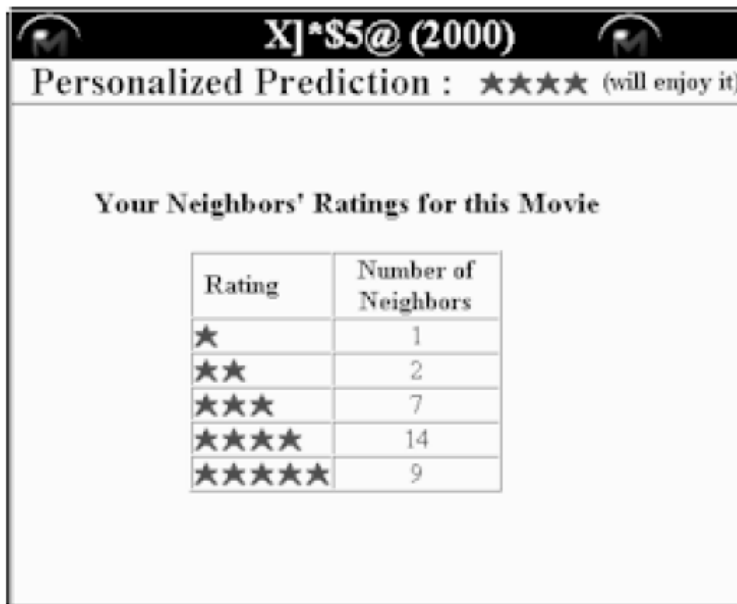 X]*$5@ (2000)
Personalized Prediction : ★★★★ (will enjoy it)
Your Neighbors' Ratings for this Movie
Rating Number of Neighbors
★ 1
★★ 2
★★★ 7
★★★★ 14
★★★★★ 9